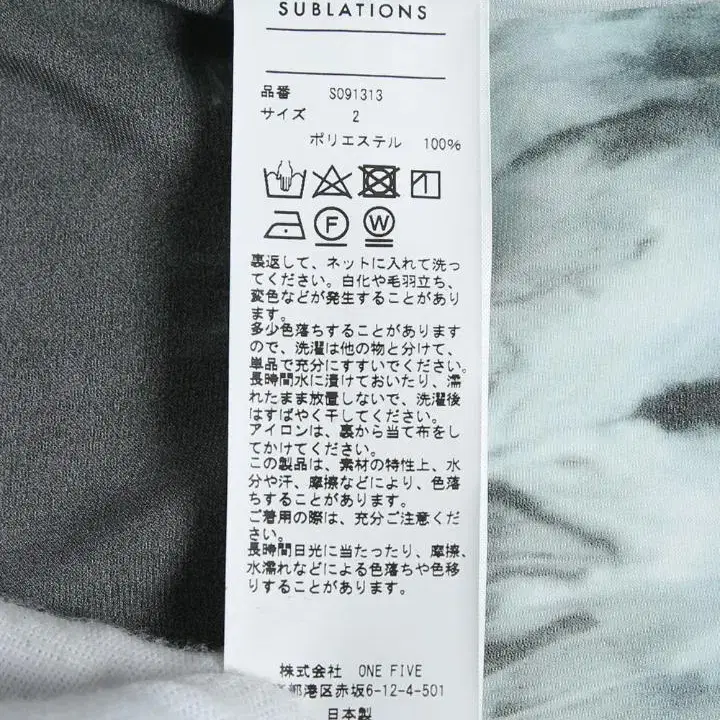 SUBLATIONS
品番 S091313
サイズ 2
ポリエステル 100%
F W
裏返して、ネットに入れて洗っ
てください。白化や毛羽立ち、
変色などが発生することがあり
ます。
多少色落ちすることがあります
ので、洗濯は他の物と分けて、
単品で充分にすすいでください。
長時間水に漬けておいたり、濡
れたまま放置しないで、洗濯後
はすばやく干してください。
アイロンは、裏から当て布をし
てかけてください。
この製品は、素材の特性上、水
分や汗、摩擦などにより、色落
ちすることがあります。
ご着用の際は、充分ご注意くだ
さい。
長時間日光に当たったり、摩擦、
水濡れなどによる色落ちや色移
りすることがあります。
株式会社 ONE FIVE
京都港区赤坂6-12-4-501
日本製